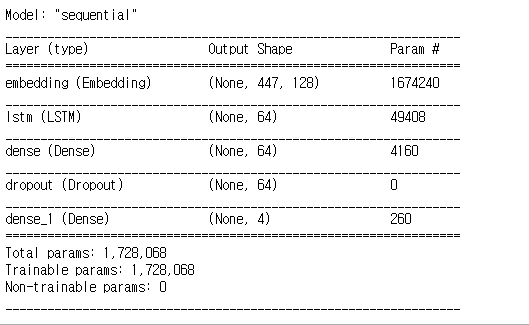 Model: "sequential"
_________________________________________________________________
Layer (type)                 Output Shape              Param #
=================================================================
embedding (Embedding)        (None, 447, 128)          1674240
_________________________________________________________________
lstm (LSTM)                  (None, 64)                49408
_________________________________________________________________
dense (Dense)                (None, 64)                4160
_________________________________________________________________
dropout (Dropout)            (None, 64)                0
_________________________________________________________________
dense_1 (Dense)              (None, 4)                 260
=================================================================
Total params: 1,728,068
Trainable params: 1,728,068
Non-trainable params: 0
_________________________________________________________________